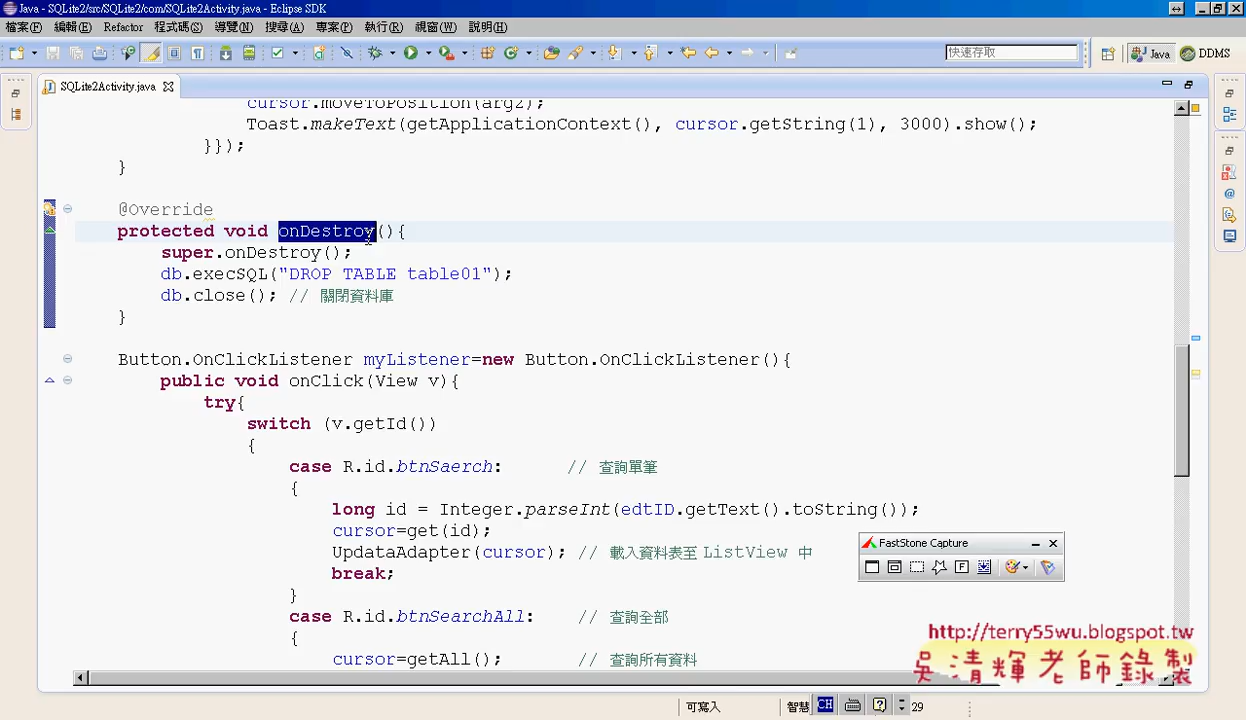 Java - SQLite2/src/SQLite2/com/SQLite2Activity.java - Eclipse SDK
檔案(F) 編輯(E) Refactor 程式碼(S) 導覽(N) 搜尋(A) 專案(P) 執行(R) 視窗(W) 說明(H)
快速存取 Java DDMS
SQLite2Activity.java
cursor.moveToPosition(arg2);
Toast.makeText(getApplicationContext(), cursor.getString(1), 3000).show();
}});
}
@Override
protected void onDestroy(){
super.onDestroy();
db.execSQL("DROP TABLE table01");
db.close(); // 關閉資料庫
}
Button.OnClickListener myListener=new Button.OnClickListener(){
public void onClick(View v){
try{
switch (v.getId())
{
case R.id.btnSaerch: // 查詢單筆
{
long id = Integer.parseInt(edtID.getText().toString());
cursor=get(id);
UpdataAdapter(cursor); // 載入資料表至 ListView 中
break;
}
case R.id.btnSearchAll: // 查詢全部
{
cursor=getAll(); // 查詢所有資料
FastStone Capture
F
http://terry55wu.blogspot.tw
吳清輝老師錄製
可寫入 智慧 CH 29